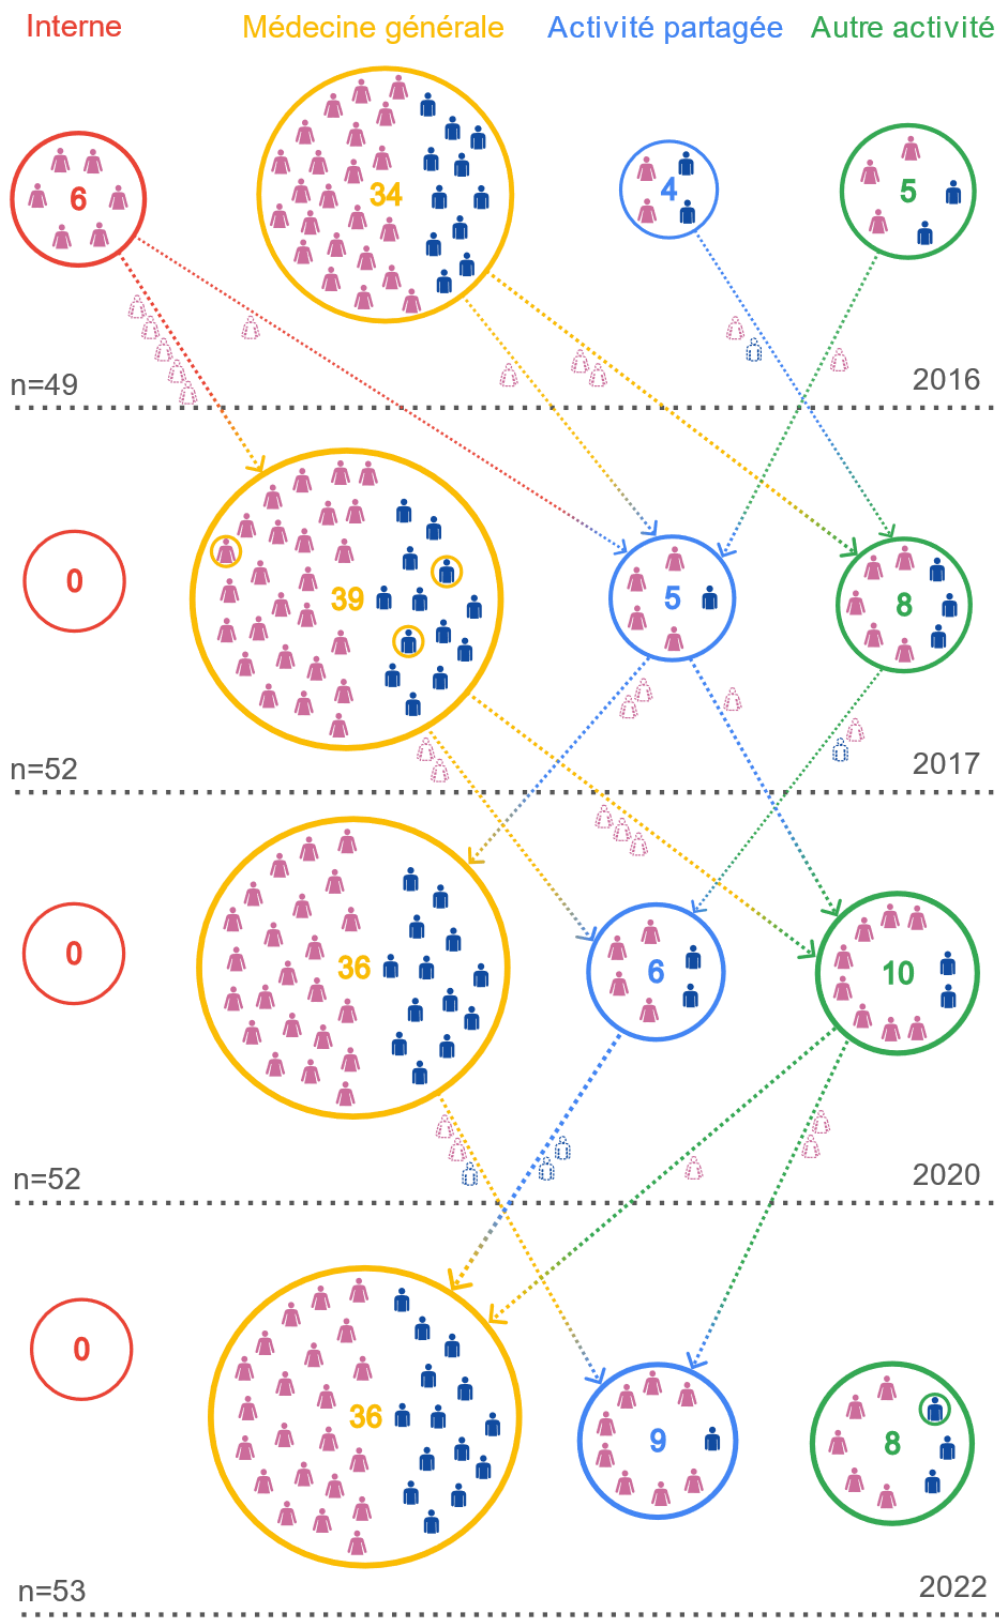 Interne Médecine générale Activité partagée Autre activité
6 34 4 5
n=49 2016
0 39 5 8
n=52 2017
0 36 6 10
n=52 2020
0 36 9 8
n=53 2022